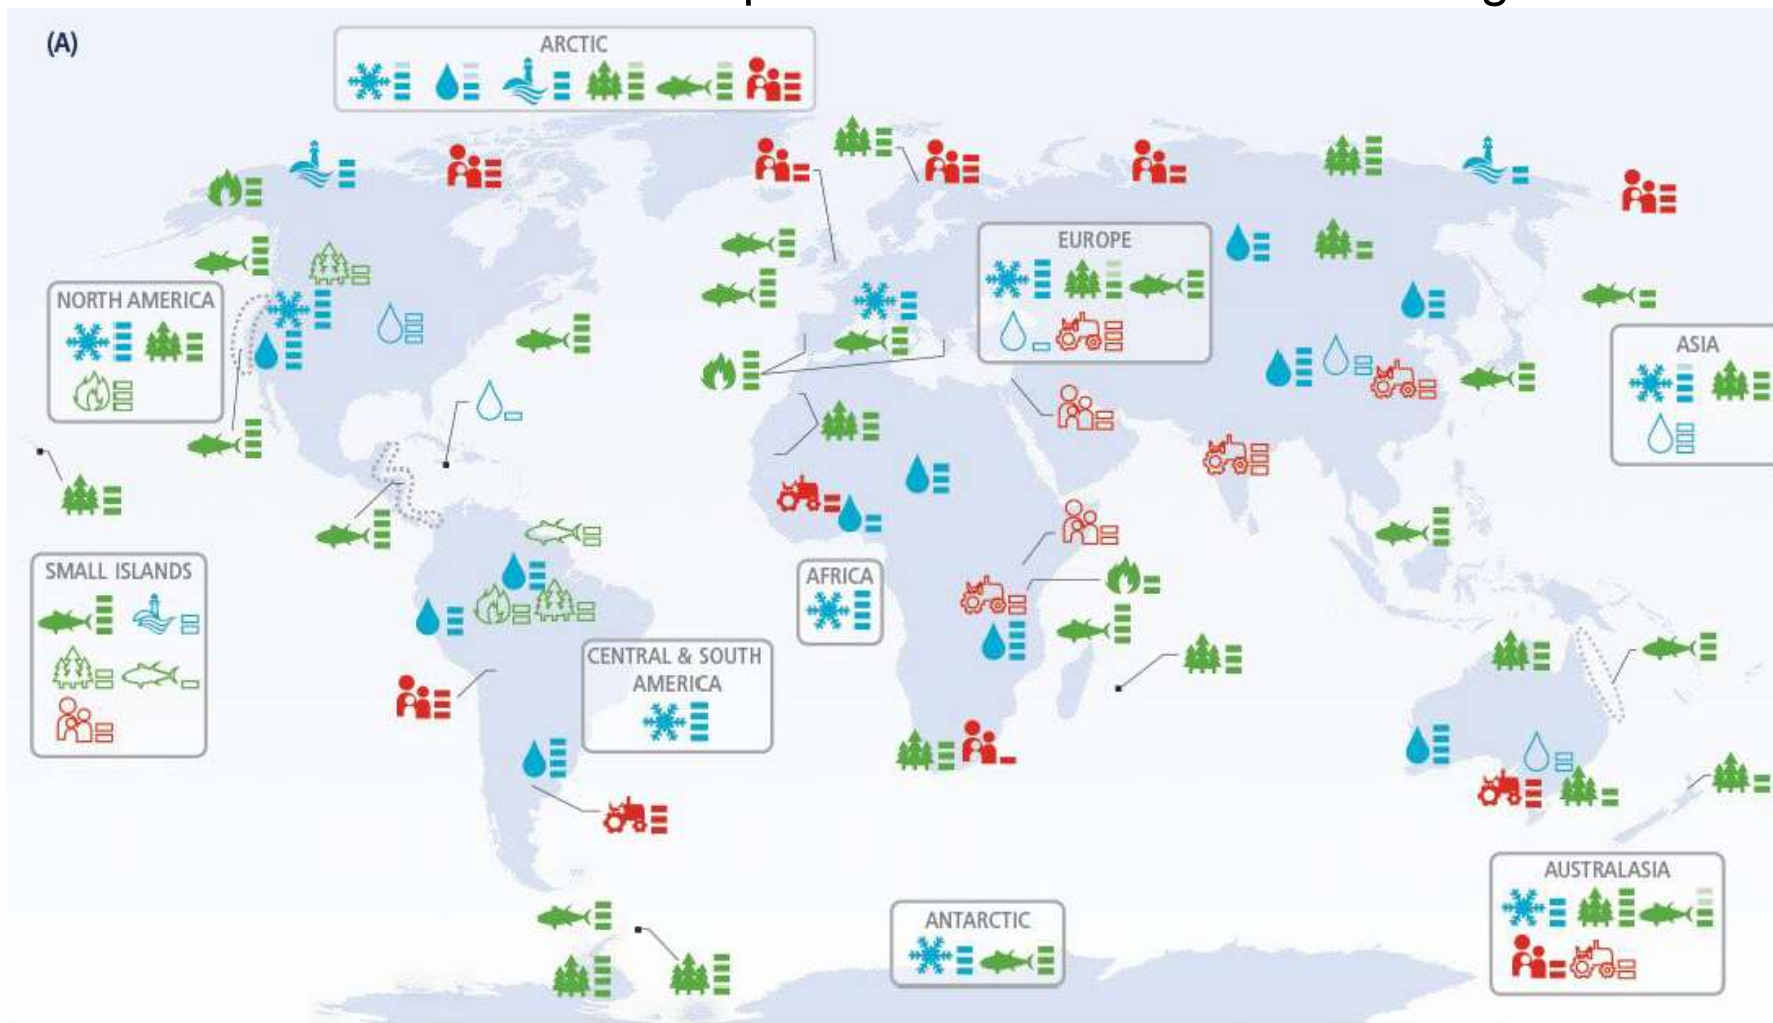 (A)
ARCTIC
EUROPE
NORTH AMERICA
ASIA
SMALL ISLANDS
AFRICA
CENTRAL & SOUTH
AMERICA
AUSTRALASIA
ANTARCTIC